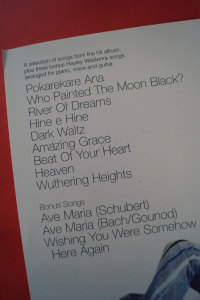 A selection of songs from the hit album,
plus three bonus Hayley Westenra songs
arranged for piano, voice and guitar
Pokarekare Ana
Who Painted The Moon Black?
River Of Dreams
Hine e Hine
Dark Waltz
Amazing Grace
Beat Of Your Heart
Heaven
Wuthering Heights
Bonus Songs
Ave Maria (Schubert)
Ave Maria (Bach/Gounod)
Wishing You Were Somehow
Here Again